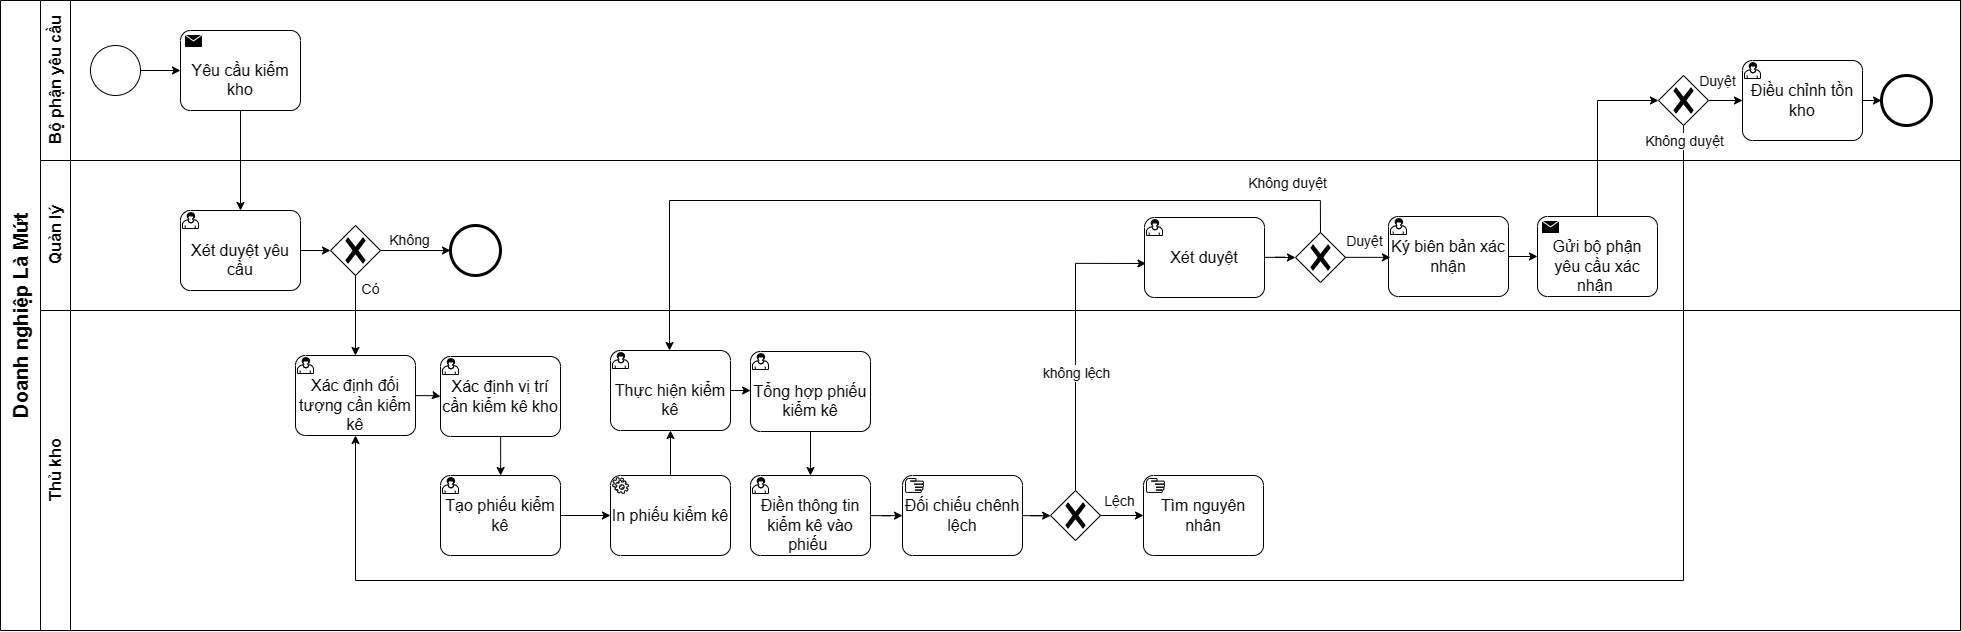 Doanh nghiệp Là Mứt
Bộ phận yêu cầu
Yêu cầu kiểm
kho
Duyệt
Điều chỉnh tồn
kho
Không duyệt
Quản lý
Xét duyệt yêu
cầu
Không
Có
Không duyệt
Xét duyệt
Duyệt
Ký biên bản xác
nhận
Gửi bộ phận
yêu cầu xác
nhận
Thủ kho
Xác định đối
tượng cần kiểm
kê
Xác định vị trí
cần kiểm kê kho
Tạo phiếu kiểm
kê
In phiếu kiểm kê
Thực hiện kiểm
kê
Tổng hợp phiếu
kiểm kê
Điền thông tin
kiểm kê vào
phiếu
Đối chiếu chênh
lệch
không lệch
Lệch
Tìm nguyên
nhân